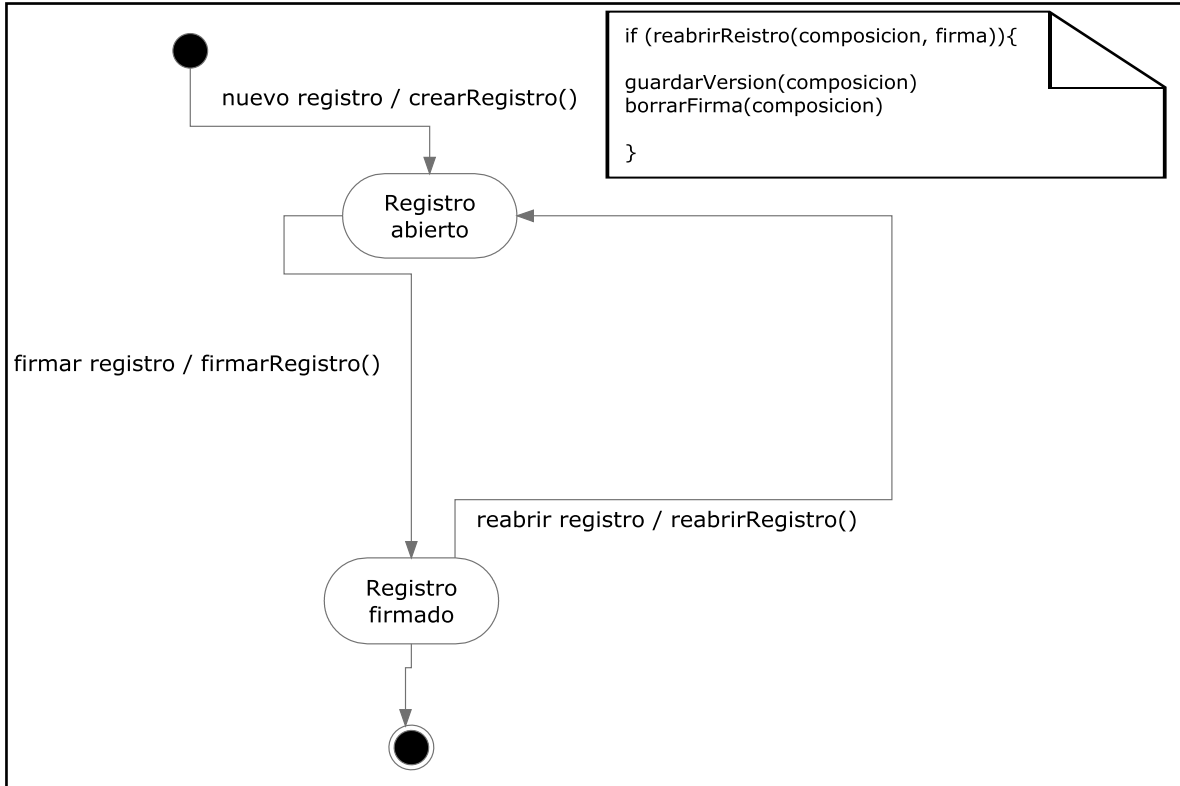 if (reabrirReistro(composicion, firma)){
guardarVersion(composicion)
borrarFirma(composicion)
}
nuevo registro / crearRegistro()
Registro
abierto
firmar registro / firmarRegistro()
reabrir registro / reabrirRegistro()
Registro
firmado